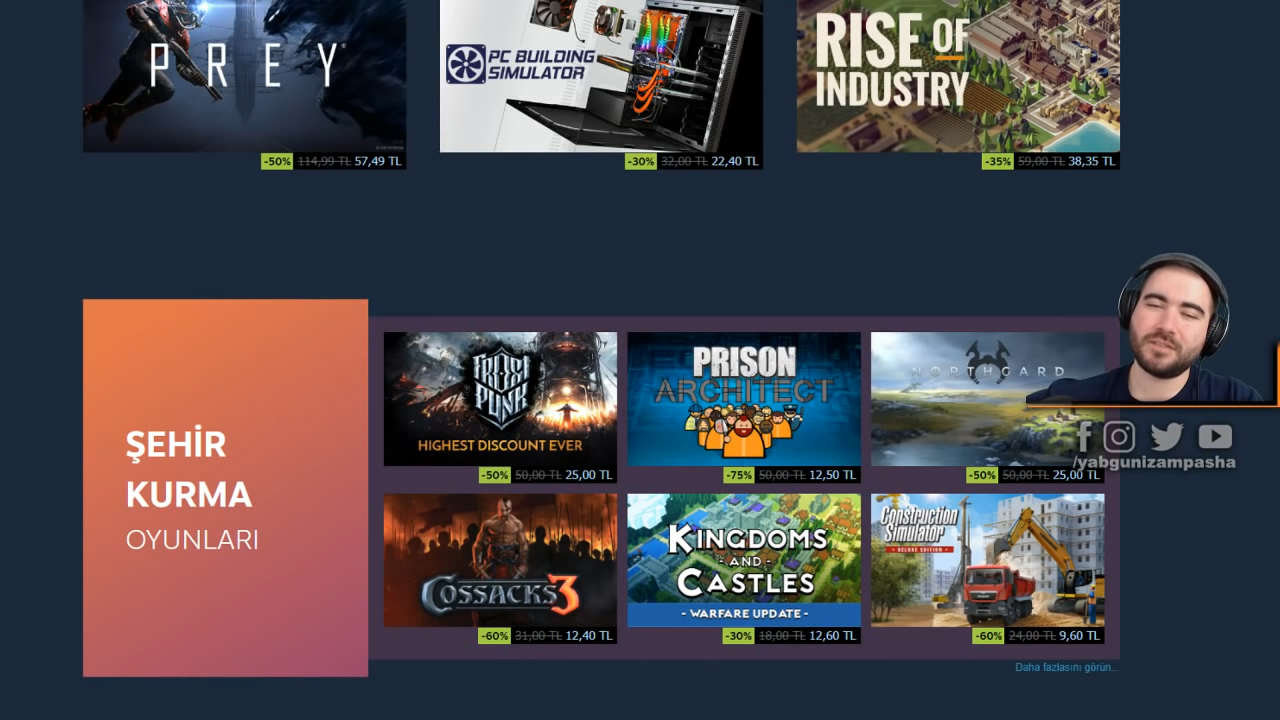 PREY
PC BUILDING
SIMULATOR
RISE OF
INDUSTRY
-50% 114,99 TL 57,49 TL
-30% 32,00 TL 22,40 TL
-35% 59,00 TL 38,35 TL
ŞEHİR
KURMA
OYUNLARI
FROST
PUNK
HIGHEST DISCOUNT EVER
PRISON
ARCHITECT
NORTHGARD
-50% 50,00 TL 25,00 TL
-75% 50,00 TL 12,50 TL
-50% 50,00 TL 25,00 TL
/yabgunizampasha
COSSACKS 3
KINGDOMS
- AND -
CASTLES
- WARFARE UPDATE -
Construction
Simulator
DELUXE EDITION
-60% 31,00 TL 12,40 TL
-30% 18,00 TL 12,60 TL
-60% 24,00 TL 9,60 TL
Daha fazlasını görün...